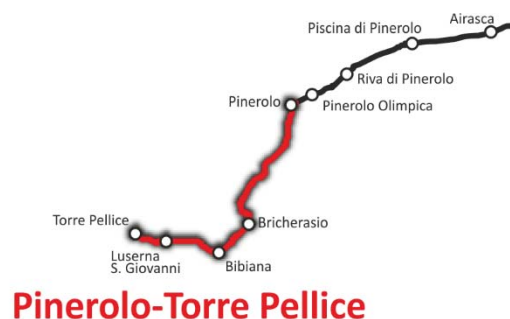 Airasca
Piscina di Pinerolo
Riva di Pinerolo
Pinerolo
Pinerolo Olimpica
Torre Pellice
Bricherasio
Luserna
S. Giovanni
Bibiana
Pinerolo-Torre Pellice